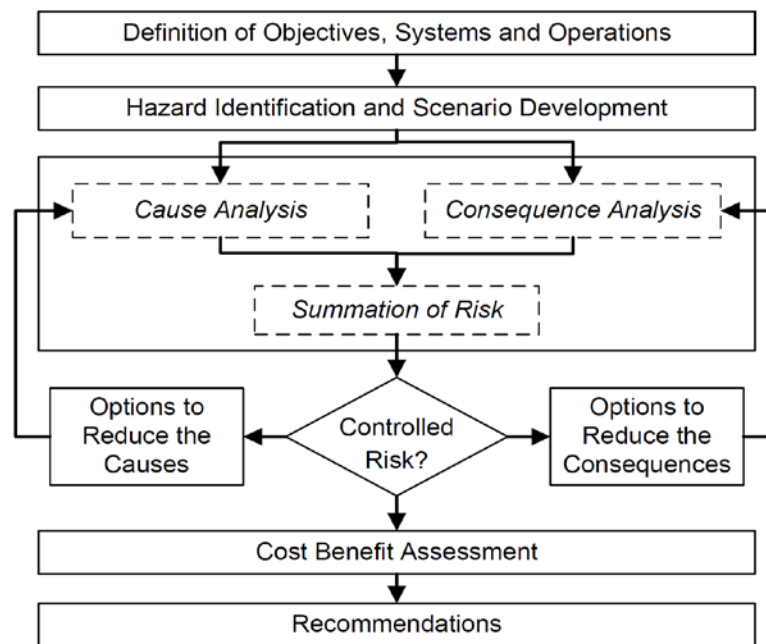 Definition of Objectives, Systems and Operations
Hazard Identification and Scenario Development
Cause Analysis
Consequence Analysis
Summation of Risk
Options to
Reduce the
Causes
Controlled
Risk?
Options to
Reduce the
Consequences
Cost Benefit Assessment
Recommendations